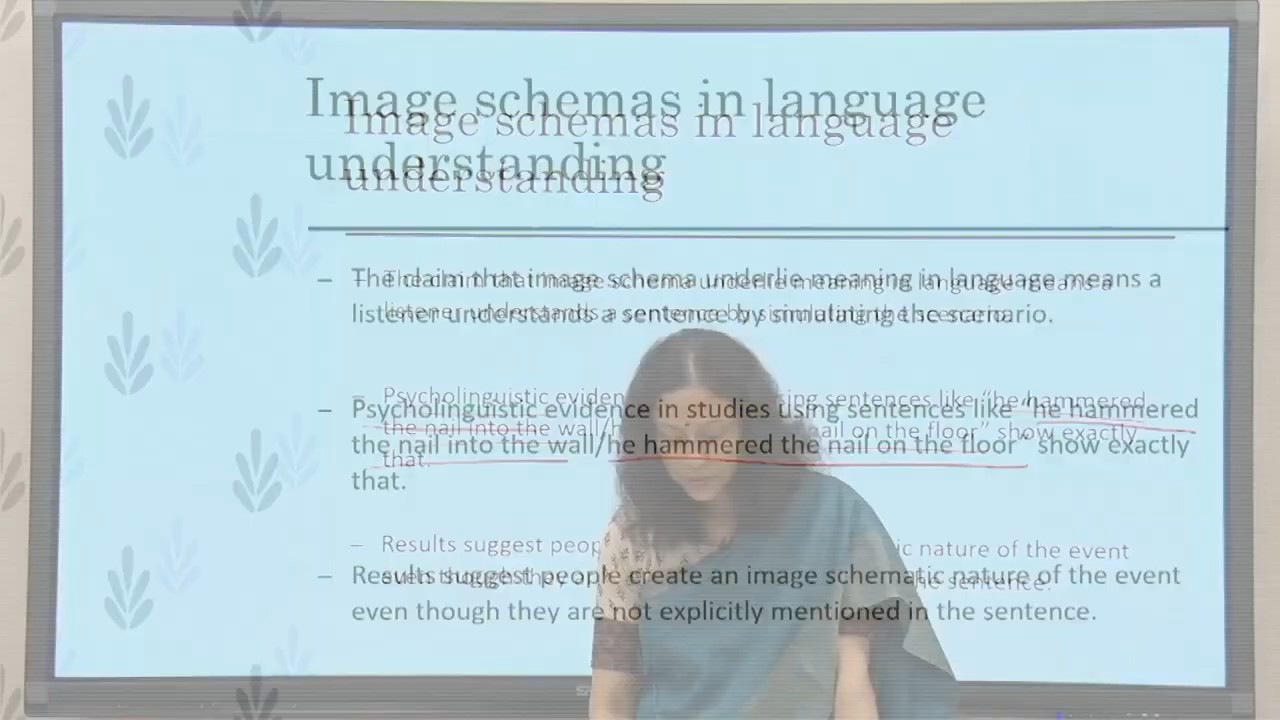 Image schemas in language
understanding
– The claim that image schema underlie meaning in language means a
listener understands a sentence by simulating the scenario.
– Psycholinguistic evidence in studies using sentences like “he hammered
the nail into the wall/he hammered the nail on the floor” show exactly
that.
– Results suggest people create an image schematic nature of the event
even though they are not explicitly mentioned in the sentence.